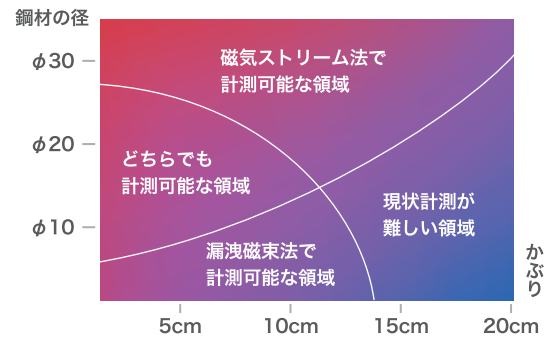 鋼材の径
φ30
φ20
φ10
磁気ストリーム法で
計測可能な領域
どちらでも
計測可能な領域
現状計測が
難しい領域
漏洩磁束法で
計測可能な領域
かぶり
5cm
10cm
15cm
20cm